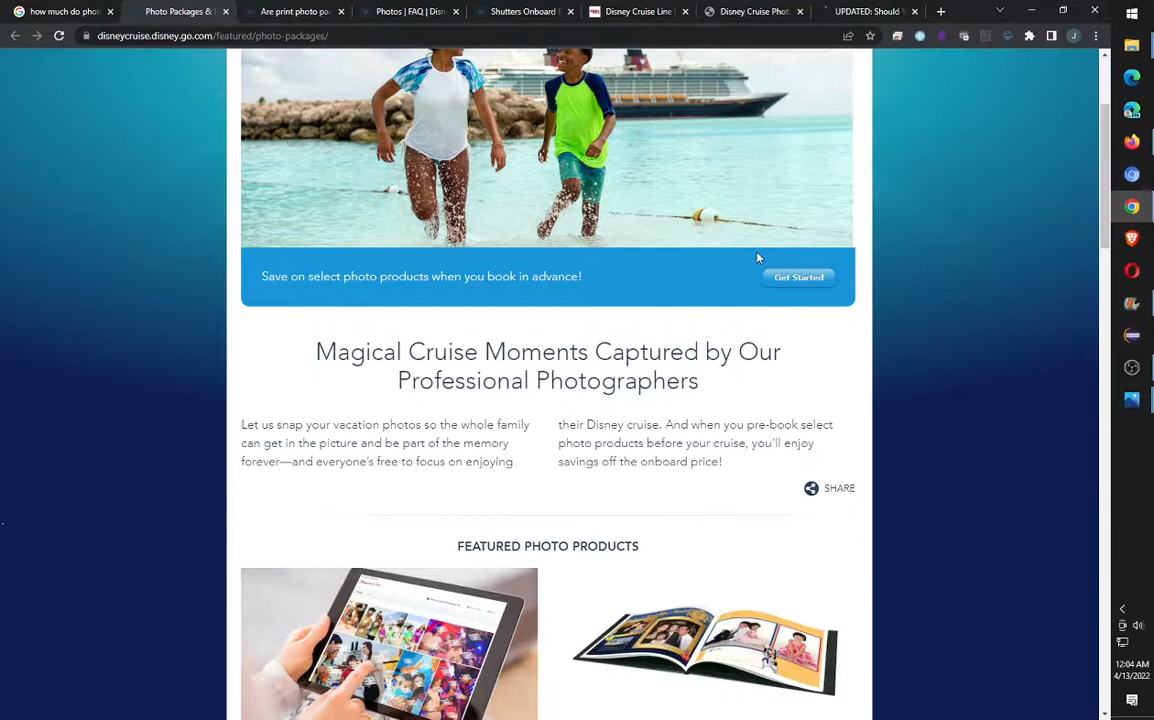 how much do phot
Photo Packages &
Are print photo pac
Photos | FAQ | Disn
Shutters Onboard P
Disney Cruise Line
Disney Cruise Phot
UPDATED: Should
disneycruise.disney.go.com/featured/photo-packages/
Save on select photo products when you book in advance!
Get Started
Magical Cruise Moments Captured by Our
Professional Photographers
Let us snap your vacation photos so the whole family
can get in the picture and be part of the memory
forever—and everyone's free to focus on enjoying
their Disney cruise. And when you pre-book select
photo products before your cruise, you'll enjoy
savings off the onboard price!
SHARE
FEATURED PHOTO PRODUCTS
12:04 AM
4/13/2022